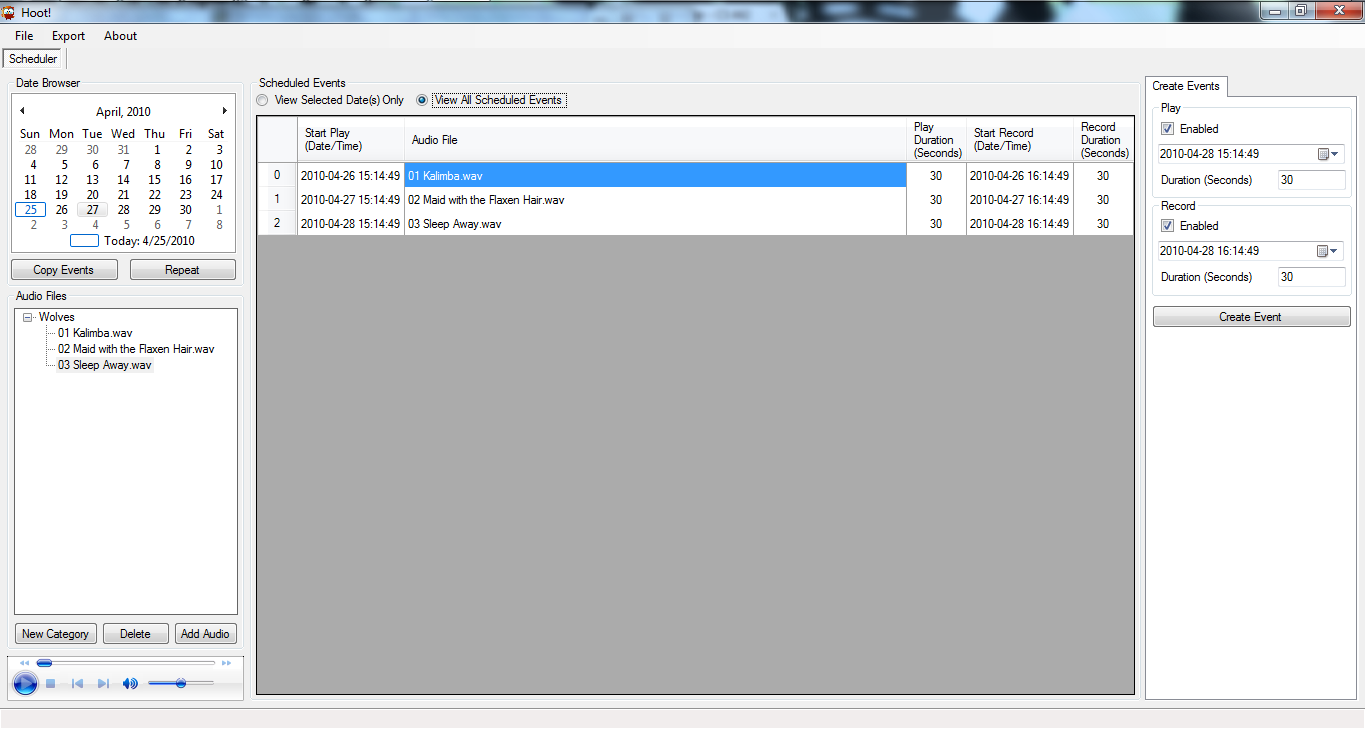 Hoot!
File Export About
Scheduler
Date Browser
April, 2010
Sun Mon Tue Wed Thu Fri Sat
28 29 30 31 1 2 3
4 5 6 7 8 9 10
11 12 13 14 15 16 17
18 19 20 21 22 23 24
25 26 27 28 29 30 1
2 3 4 5 6 7 8
Today: 4/25/2010
Copy Events Repeat
Audio Files
Wolves
01 Kalimba.wav
02 Maid with the Flaxen Hair.wav
03 Sleep Away.wav
New Category Delete Add Audio
Scheduled Events
View Selected Date(s) Only View All Scheduled Events
Start Play (Date/Time) Audio File Play Duration (Seconds) Start Record (Date/Time) Record Duration (Seconds)
0 2010-04-26 15:14:49 01 Kalimba.wav 30 2010-04-26 16:14:49 30
1 2010-04-27 15:14:49 02 Maid with the Flaxen Hair.wav 30 2010-04-27 16:14:49 30
2 2010-04-28 15:14:49 03 Sleep Away.wav 30 2010-04-28 16:14:49 30
Create Events
Play
Enabled
2010-04-28 15:14:49
Duration (Seconds) 30
Record
Enabled
2010-04-28 16:14:49
Duration (Seconds) 30
Create Event